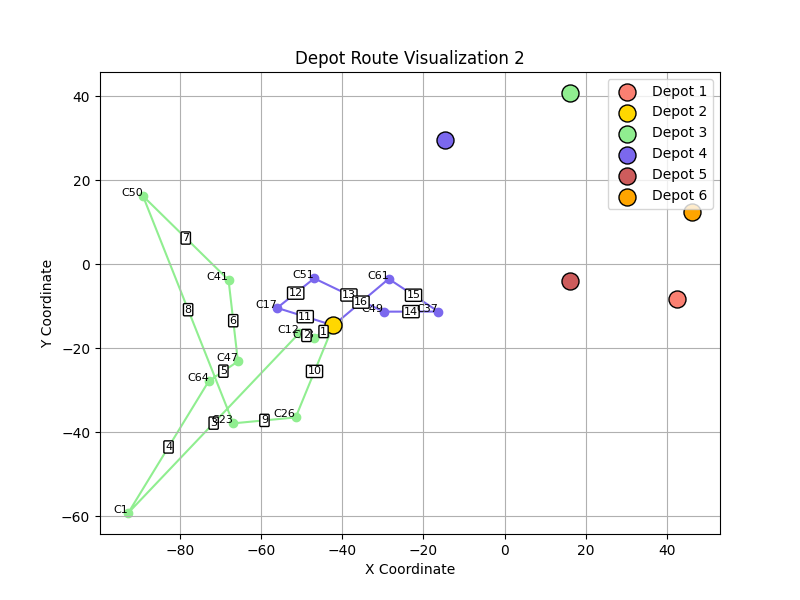 Depot Route Visualization 2
Depot 1
Depot 2
Depot 3
Depot 4
Depot 5
Depot 6
Y Coordinate
40
20
0
−20
−40
−60
C50
7
C41
C61
C51
12
13
15
16
8
C17
C49
14
C37
11
6
C12
2
1
C47
5
10
C64
C26
C23
9
3
4
C1
−80
−60
−40
−20
0
20
40
X Coordinate